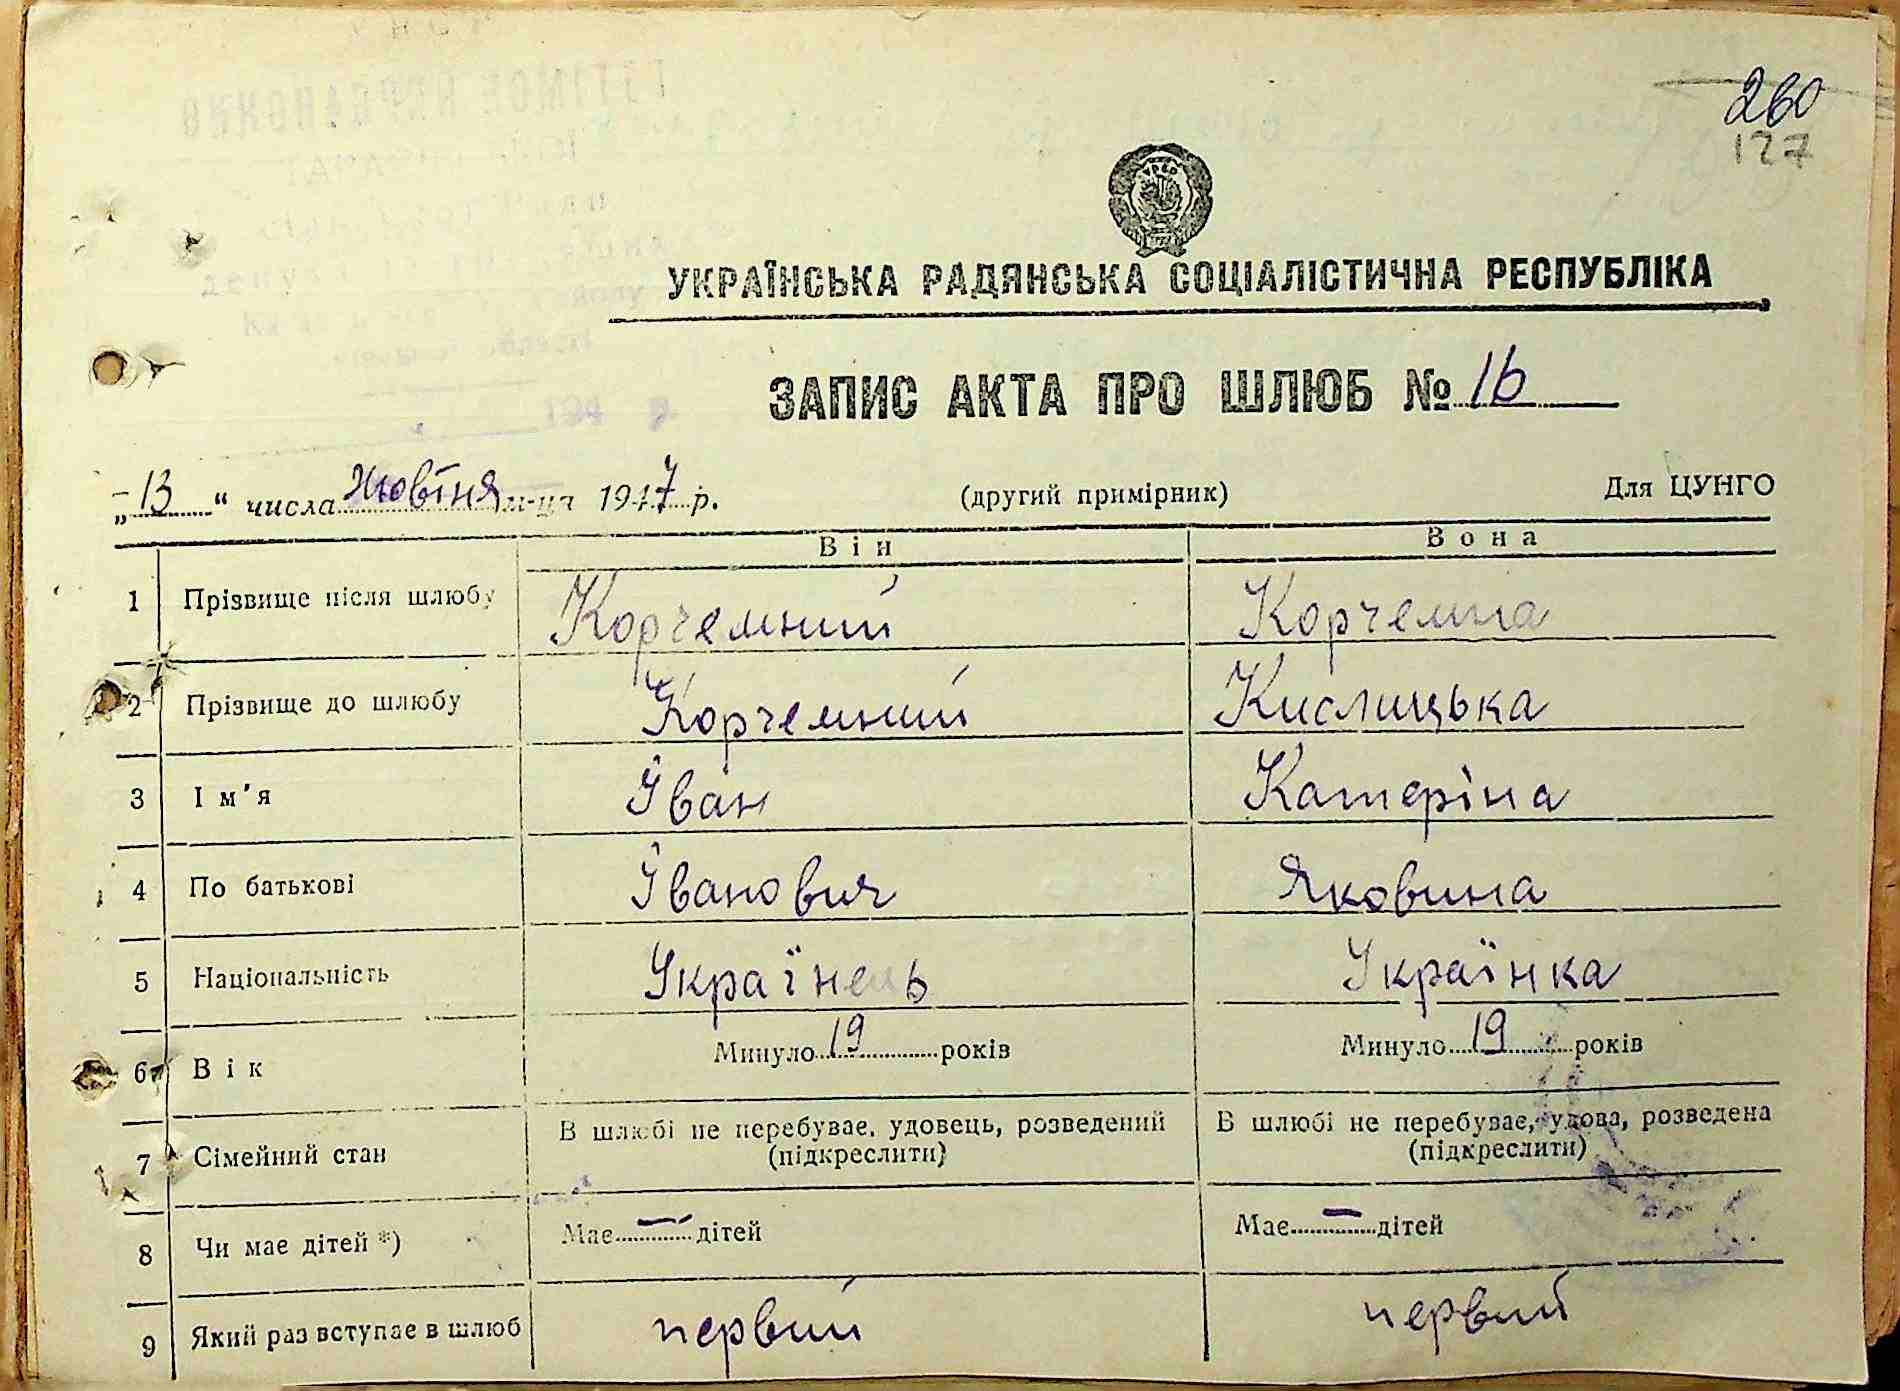 260
127
УКРАЇНСЬКА РАДЯНСЬКА СОЦІАЛІСТИЧНА РЕСПУБЛІКА
ЗАПИС АКТА ПРО ШЛЮБ № 16
„13“ числа Жовтня м-ця 1947 р. (другий примірник) Для ЦУНГО
Він Вона
1 Прізвище після шлюбу Корчемний Корчемна
2 Прізвище до шлюбу Корчемний Кислицька
3 Ім'я Іван Катеріна
4 По батькові Іванович Яковина
5 Національність Українець Українка
6 Вік Минуло 19 років Минуло 19 років
7 Сімейний стан В шлюбі не перебуває, удовець, розведений (підкреслити) В шлюбі не перебуває, удова, розведена (підкреслити)
8 Чи має дітей *) Має — дітей Має — дітей
9 Який раз вступає в шлюб первий первий